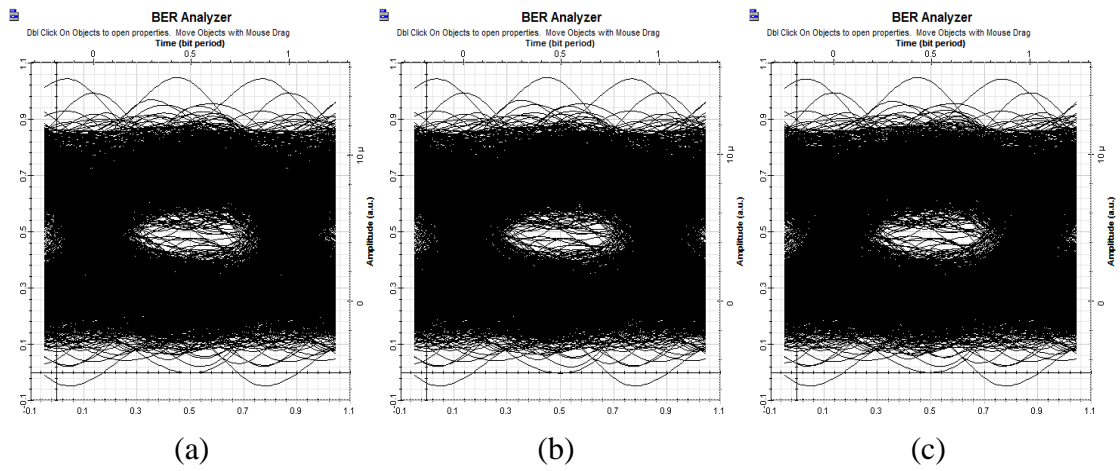 BER Analyzer
Dbl Click On Objects to open properties. Move Objects with Mouse Drag
Time (bit period)
0 0.5 1
1.1
0.9
0.7
0.5
0.3
0.1
-0.1
10 µ
0
Amplitude (a.u.)
-0.1 0.1 0.3 0.5 0.7 0.9 1.1
(a)
BER Analyzer
Dbl Click On Objects to open properties. Move Objects with Mouse Drag
Time (bit period)
0 0.5 1
1.1
0.9
0.7
0.5
0.3
0.1
-0.1
10 µ
0
Amplitude (a.u.)
-0.1 0.1 0.3 0.5 0.7 0.9 1.1
(b)
BER Analyzer
Dbl Click On Objects to open properties. Move Objects with Mouse Drag
Time (bit period)
0 0.5 1
1.1
0.9
0.7
0.5
0.3
0.1
-0.1
10 µ
0
Amplitude (a.u.)
-0.1 0.1 0.3 0.5 0.7 0.9 1.1
(c)